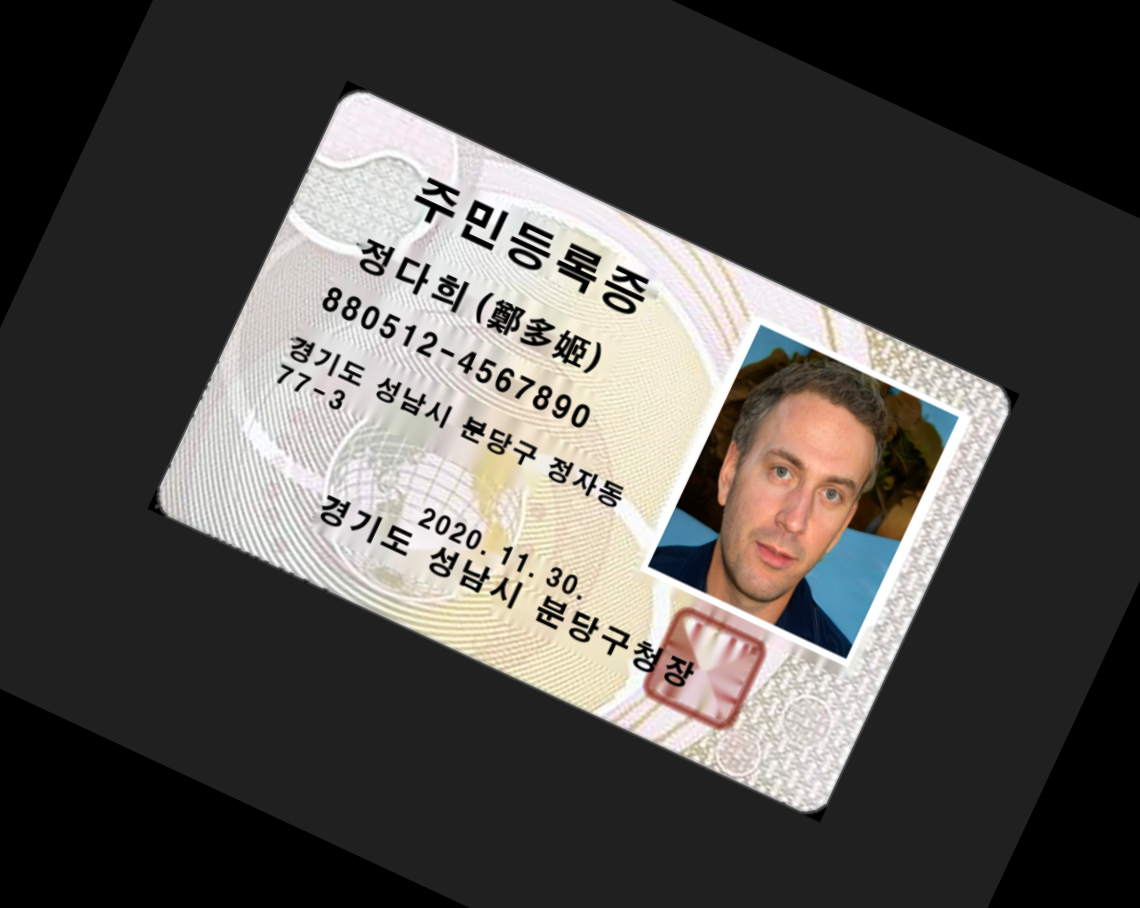 주민등록증
정다희(鄭多姬)
880512-4567890
경기도 성남시 분당구 정자동
77-3
2020. 11. 30.
경기도 성남시 분당구청장